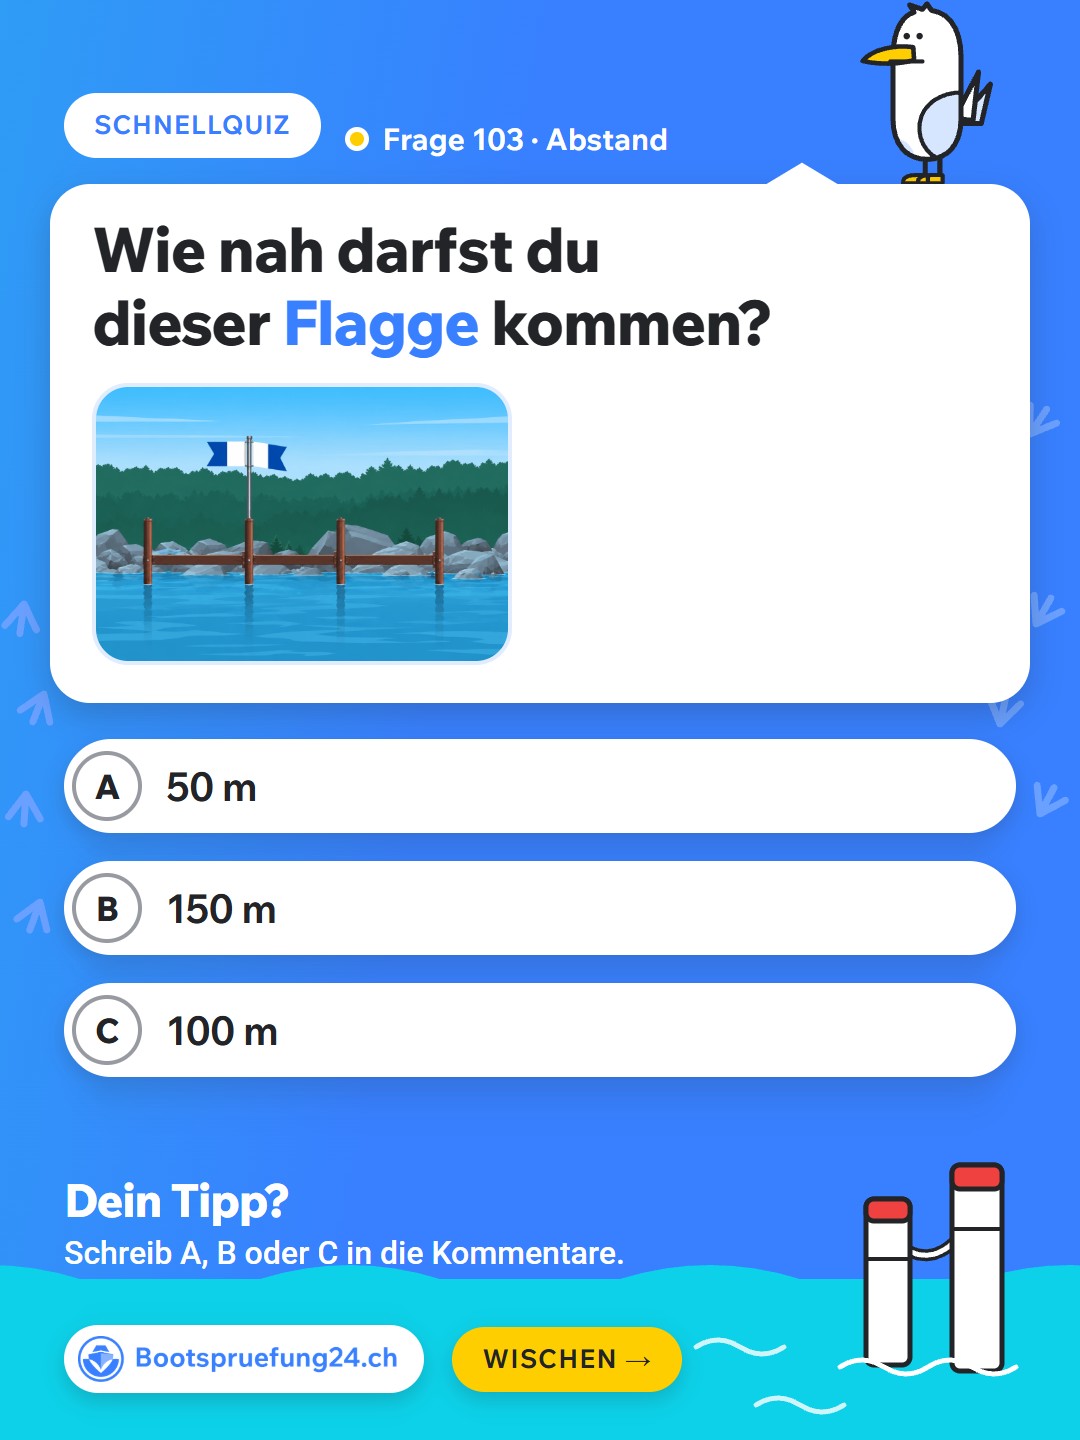 SCHNELLQUIZ
Frage 103 · Abstand
Wie nah darfst du
dieser Flagge kommen?
A 50 m
B 150 m
C 100 m
Dein Tipp?
Schreib A, B oder C in die Kommentare.
Bootspruefung24.ch
WISCHEN →